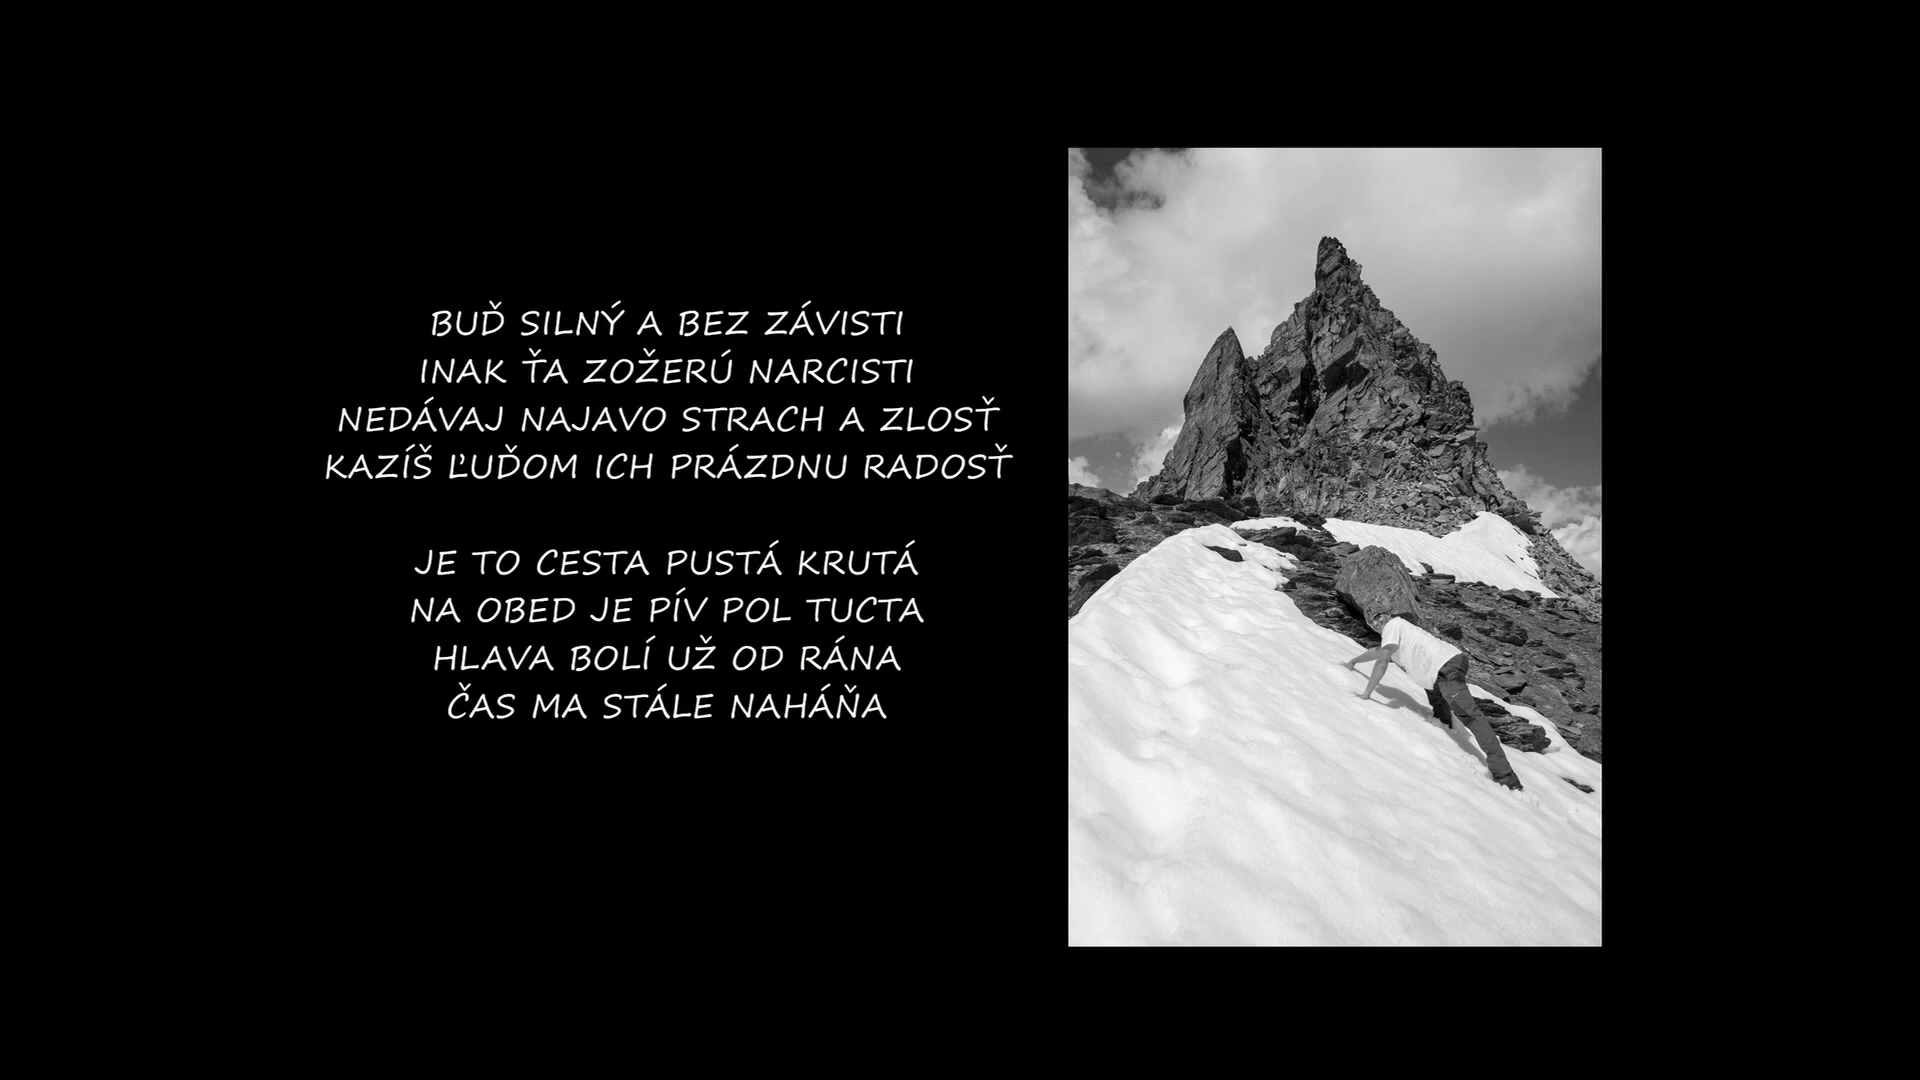 BUĎ SILNÝ A BEZ ZÁVISTI
INAK ŤA ZOŽERÚ NARCISTI
NEDÁVAJ NAJAVO STRACH A ZLOSŤ
KAZÍŠ ĽUĎOM ICH PRÁZDNU RADOSŤ

JE TO CESTA PUSTÁ KRUTÁ
NA OBED JE PÍV POL TUCTA
HLAVA BOLÍ UŽ OD RÁNA
ČAS MA STÁLE NAHÁŇA